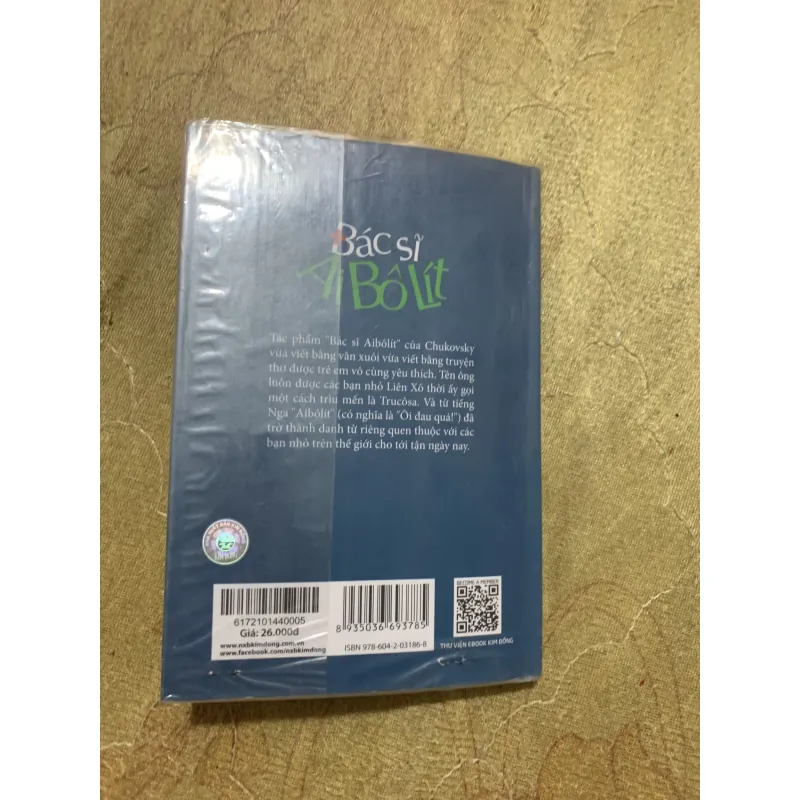 Bác sĩ
AiBôLít
Tác phẩm "Bác sĩ Aibôlít" của Chukovsky
vừa viết bằng văn xuôi vừa viết bằng truyện
thơ được trẻ em vô cùng yêu thích. Tên ông
luôn được các bạn nhỏ Liên Xô thời ấy gọi
một cách trìu mến là Trucôsa. Và từ tiếng
Nga "Aibôlít" (có nghĩa là "Ôi đau quá!") đã
trở thành danh từ riêng quen thuộc với các
bạn nhỏ trên thế giới cho tới tận ngày nay.
6172101440005
Giá: 26.000đ
www.nxbkimdong.com.vn
www.facebook.com/nxbkimdong
8 935036 693785
ISBN 978-604-2-03186-8
BECOME A MEMBER
THƯ VIỆN EBOOK KIM ĐỒNG